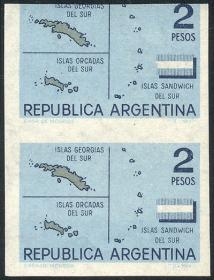 2
PESOS
ISLAS GEORGIAS
DEL SUR
ISLAS ORCADAS
DEL SUR
ISLAS SANDWICH
DEL SUR
REPUBLICA ARGENTINA
ISLAS GEORGIAS
DEL SUR
2
PESOS
ISLAS ORCADAS
DEL SUR
ISLAS SANDWICH
DEL SUR
REPUBLICA ARGENTINA